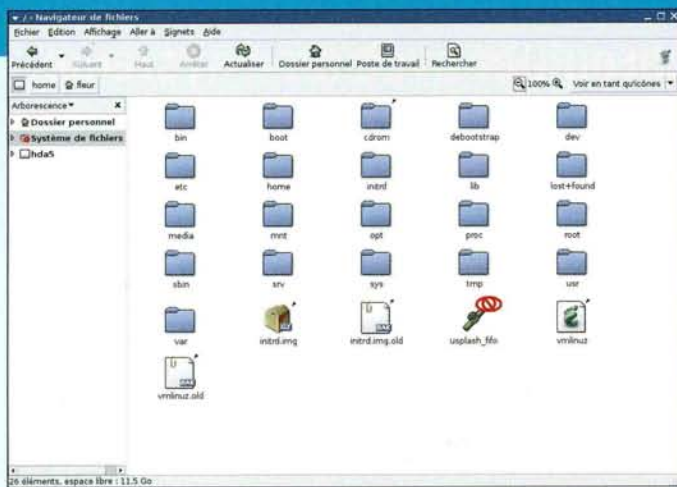 / - Navigateur de fichiers
Fichier Édition Affichage Aller à Signets Aide
Précédent Suivant Haut Arrêter Actualiser Dossier personnel Poste de travail Rechercher
home fleur 100% Voir en tant qu'icônes
Arborescence
Dossier personnel
Système de fichiers
hda5
bin boot cdrom debootstrap dev
etc home initrd lib lost+found
media mnt opt proc root
sbin srv sys tmp usr
var initrd.img initrd.img.old usplash_fifo vmlinuz
vmlinuz.old
26 éléments, espace libre : 11.5 Go